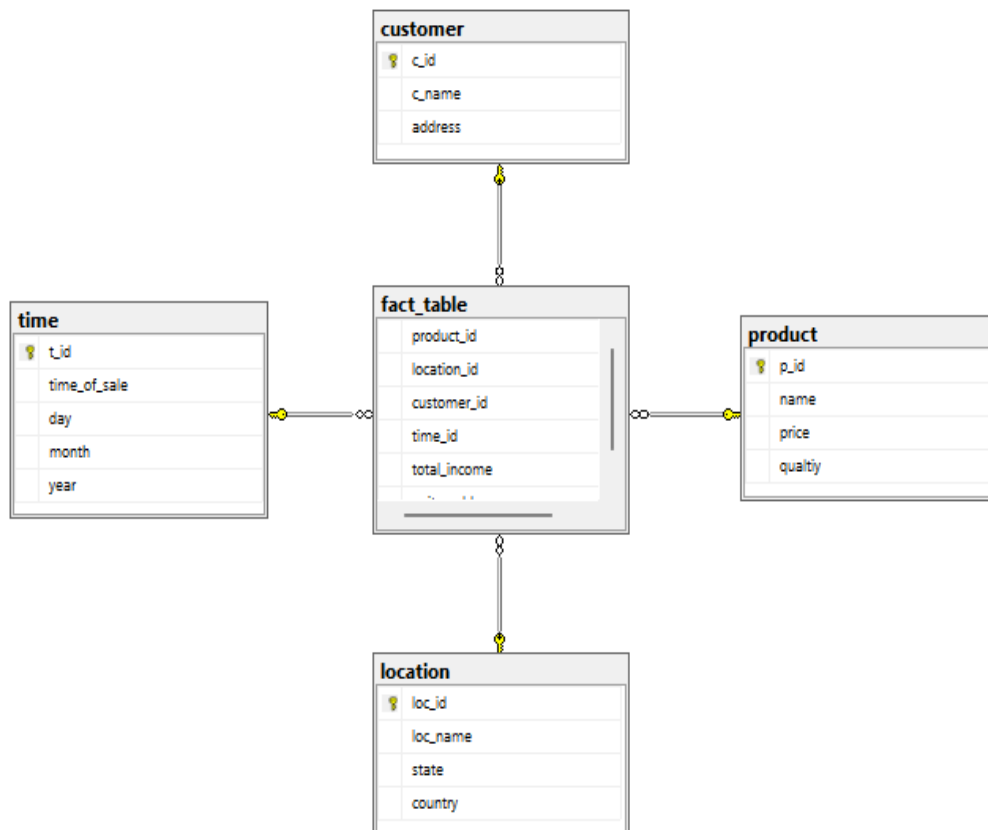 customer
c_id
c_name
address
time
t_id
time_of_sale
day
month
year
fact_table
product_id
location_id
customer_id
time_id
total_income
product
p_id
name
price
qualtiy
location
loc_id
loc_name
state
country